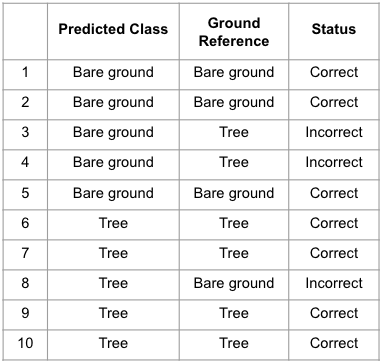 Predicted Class Ground Reference Status
1 Bare ground Bare ground Correct
2 Bare ground Bare ground Correct
3 Bare ground Tree Incorrect
4 Bare ground Tree Incorrect
5 Bare ground Bare ground Correct
6 Tree Tree Correct
7 Tree Tree Correct
8 Tree Bare ground Incorrect
9 Tree Tree Correct
10 Tree Tree Correct